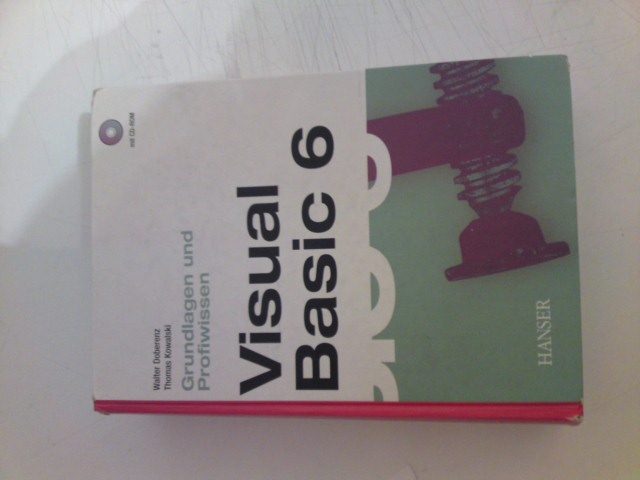 mit CD-ROM
Walter Doberenz
Thomas Kowalski
Grundlagen und
Profiwissen
Visual
Basic 6
HANSER